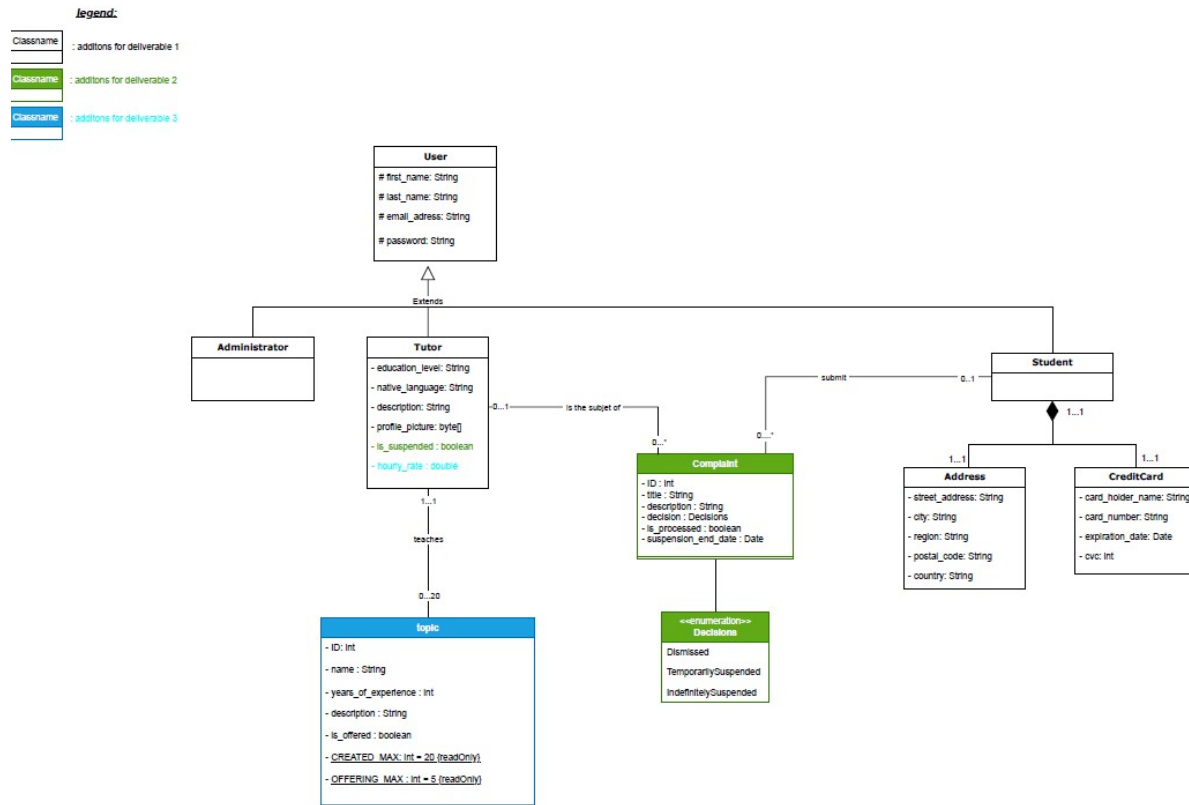 legend:
Classname
: additons for deliverable 1
Classname
: additons for deliverable 2
Classname
: additons for deliverable 3
User
# first_name: String
# last_name: String
# email_adress: String
# password: String
Extends
Administrator
Tutor
- education_level: String
- native_language: String
- description: String
- profile_picture: byte[]
- is_suspended : boolean
- hourly_rate : double
0...1
is the subjet of
0...*
submit
0..1
0....*
Student
1...1
1...1
1...1
Complaint
- ID : int
- title : String
- description : String
- decision : Decisions
- is_processed : boolean
- suspension_end_date : Date
Address
- street_address: String
- city: String
- region: String
- postal_code: String
- country: String
CreditCard
- card_holder_name: String
- card_number: String
- expiration_date: Date
- cvc: int
1...1
teaches
0...20
topic
- ID: int
- name : String
- years_of_experience : int
- description : String
- is_offered : boolean
- CREATED_MAX: int = 20 {readOnly}
- OFFERING_MAX : int = 5 {readOnly}
<<enumeration>>
Decisions
Dismissed
TemporarilySuspended
IndefinitelySuspended